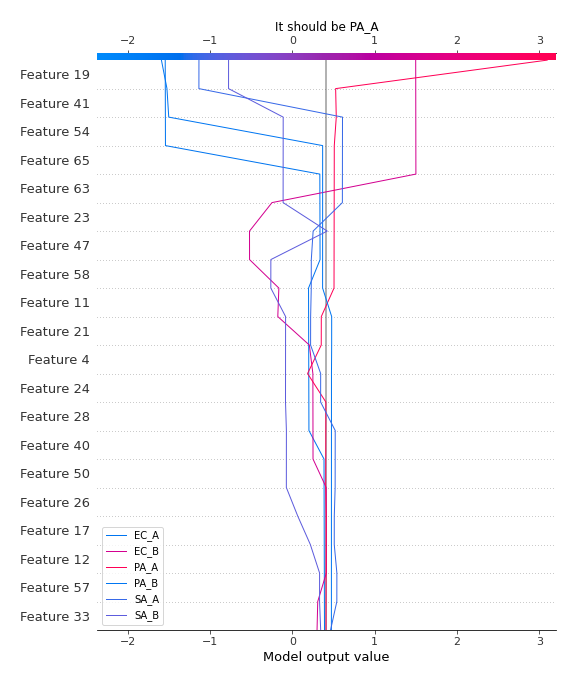 It should be PA_A
−2 −1 0 1 2 3
Feature 19
Feature 41
Feature 54
Feature 65
Feature 63
Feature 23
Feature 47
Feature 58
Feature 11
Feature 21
Feature 4
Feature 24
Feature 28
Feature 40
Feature 50
Feature 26
Feature 17
Feature 12
Feature 57
Feature 33
EC_A
EC_B
PA_A
PA_B
SA_A
SA_B
−2 −1 0 1 2 3
Model output value